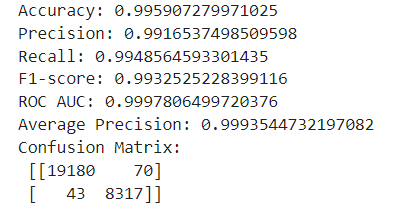 Accuracy: 0.995907279971025
Precision: 0.9916537498509598
Recall: 0.9948564593301435
F1-score: 0.9932525228399116
ROC AUC: 0.9997806499720376
Average Precision: 0.9993544732197082
Confusion Matrix:
[[19180    70]
[   43  8317]]